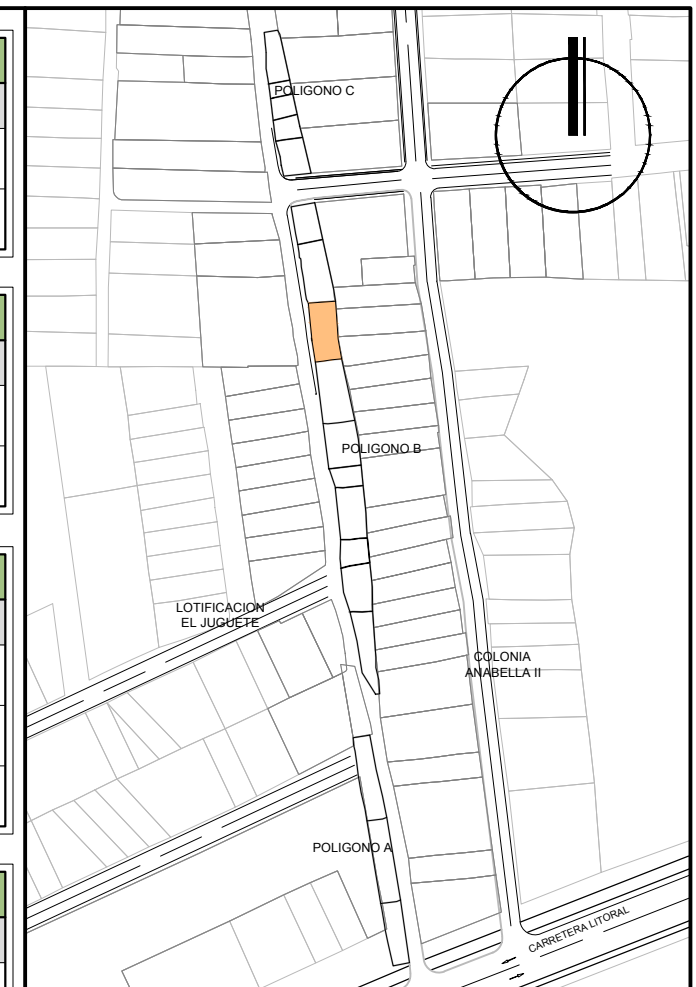 POLIGONO C
POLIGONO B
LOTIFICACION
EL JUGUETE
COLONIA
ANABELLA II
POLIGONO A
CARRETERA LITORAL